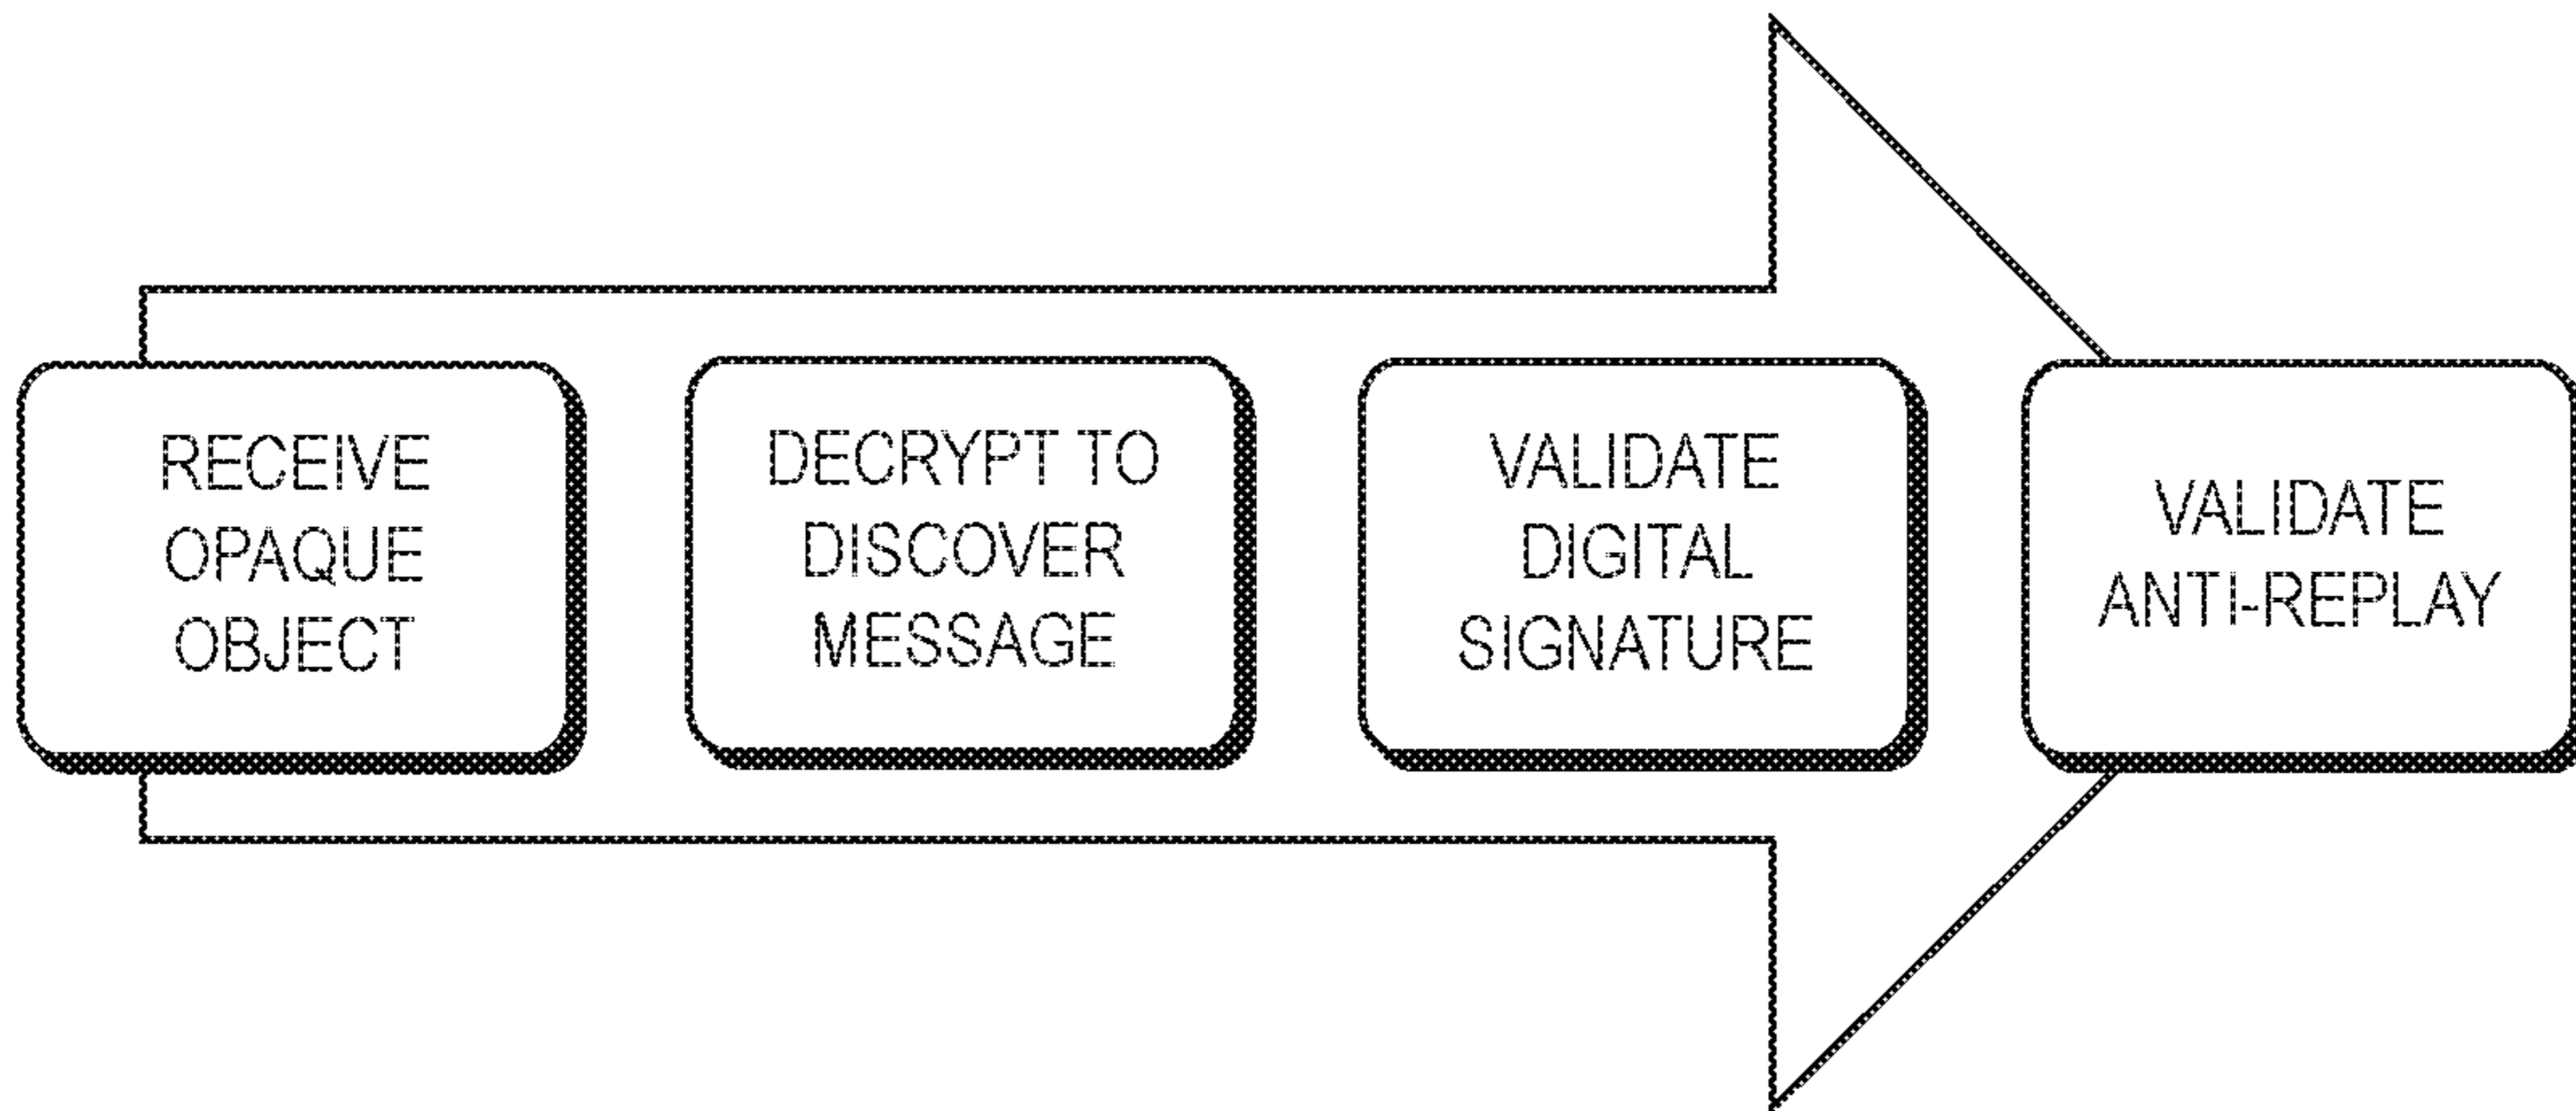 RECEIVE
OPAQUE
OBJECT
DECRYPT TO
DISCOVER
MESSAGE
VALIDATE
DIGITAL
SIGNATURE
VALIDATE
ANTI-REPLAY